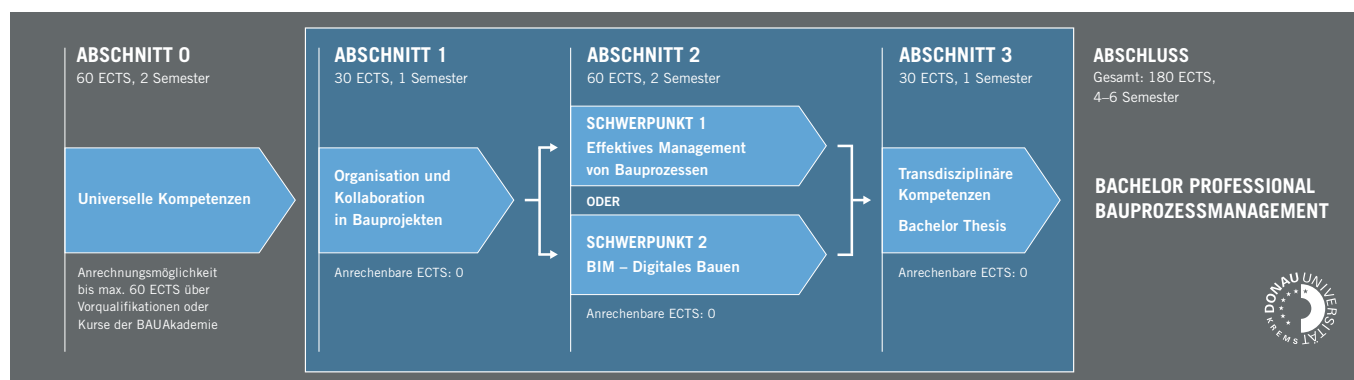 ABSCHNITT 0
60 ECTS, 2 Semester
Universelle Kompetenzen
Anrechnungsmöglichkeit
bis max. 60 ECTS über
Vorqualifikationen oder
Kurse der BAUAkademie
ABSCHNITT 1
30 ECTS, 1 Semester
Organisation und
Kollaboration
in Bauprojekten
Anrechenbare ECTS: 0
ABSCHNITT 2
60 ECTS, 2 Semester
SCHWERPUNKT 1
Effektives Management
von Bauprozessen
ODER
SCHWERPUNKT 2
BIM – Digitales Bauen
Anrechenbare ECTS: 0
ABSCHNITT 3
30 ECTS, 1 Semester
Transdisziplinäre
Kompetenzen
Bachelor Thesis
Anrechenbare ECTS: 0
ABSCHLUSS
Gesamt: 180 ECTS,
4–6 Semester
BACHELOR PROFESSIONAL
BAUPROZESSMANAGEMENT
DONAU UNIVERSITÄT
KREMS